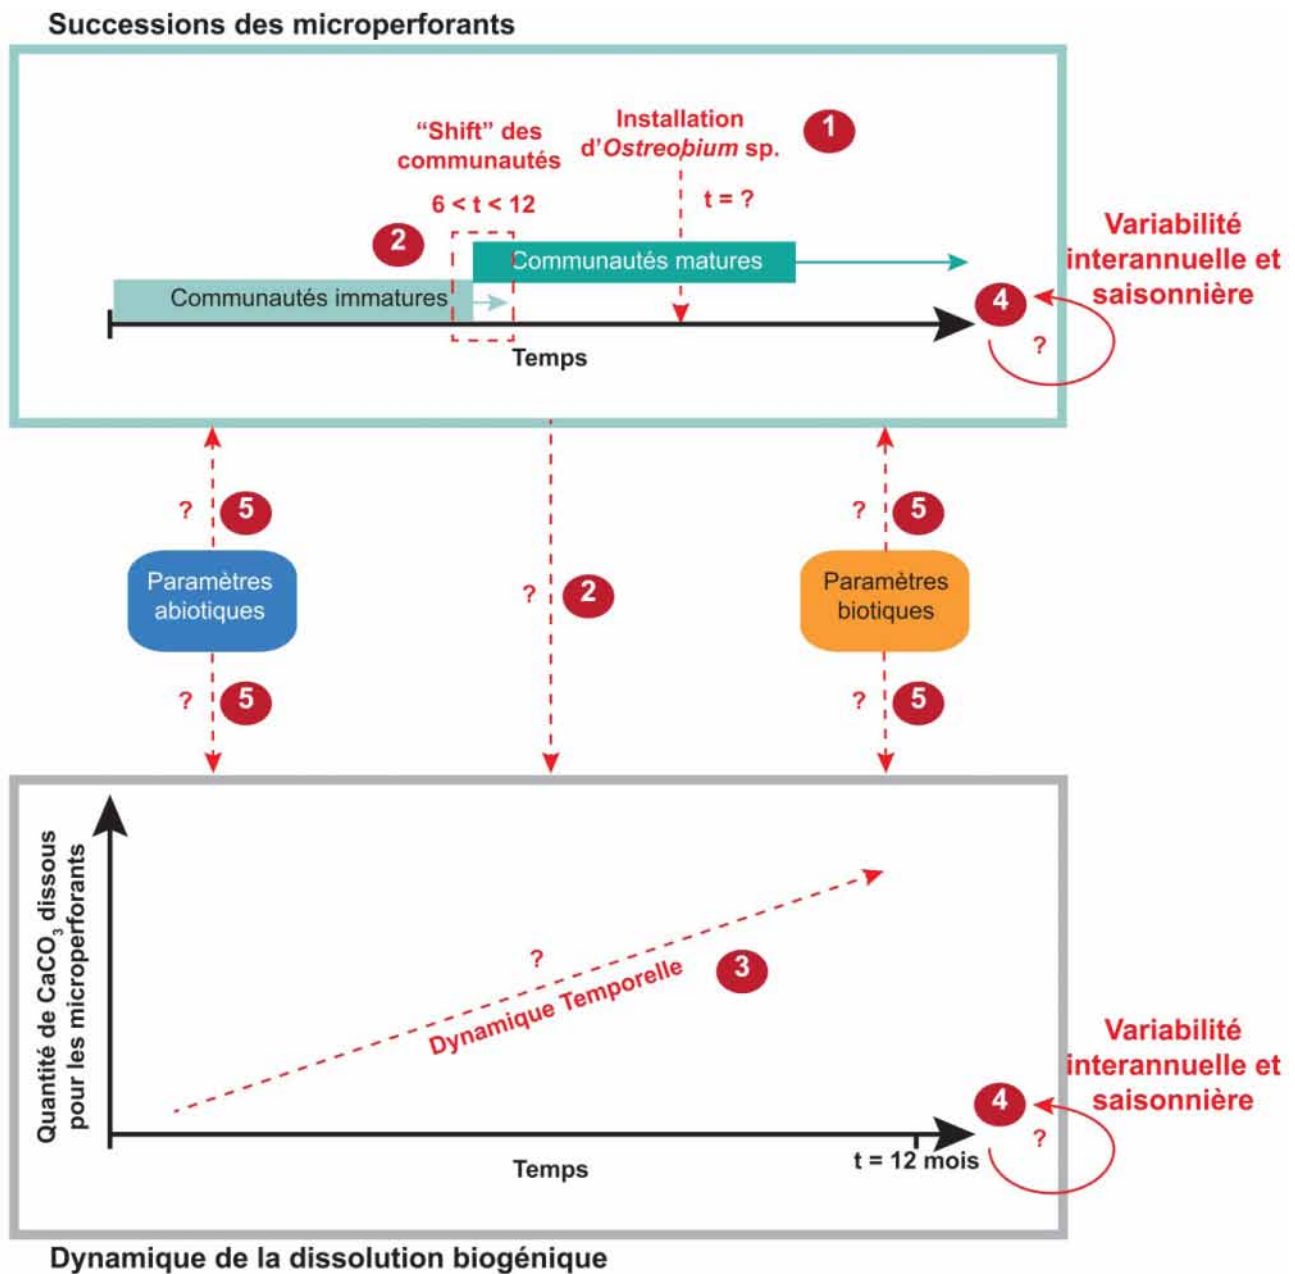 Successions des microperforants
“Shift” des
communautés
6 < t < 12
Installation
d’Ostreobium sp.
1
t = ?
2
Communautés matures
Communautés immatures
Temps
Variabilité
interannuelle et
saisonnière
4
?
? 5
? 5
Paramètres
abiotiques
? 2
Paramètres
biotiques
? 5
? 5
Quantité de CaCO₃ dissous
pour les microperforants
?
Dynamique Temporelle
3
Variabilité
interannuelle et
saisonnière
4
?
Temps
t = 12 mois
Dynamique de la dissolution biogénique